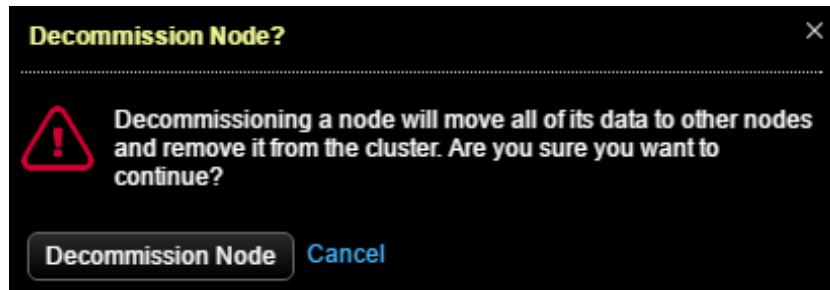 Decommission Node?
Decommissioning a node will move all of its data to other nodes
and remove it from the cluster. Are you sure you want to
continue?
Decommission Node Cancel